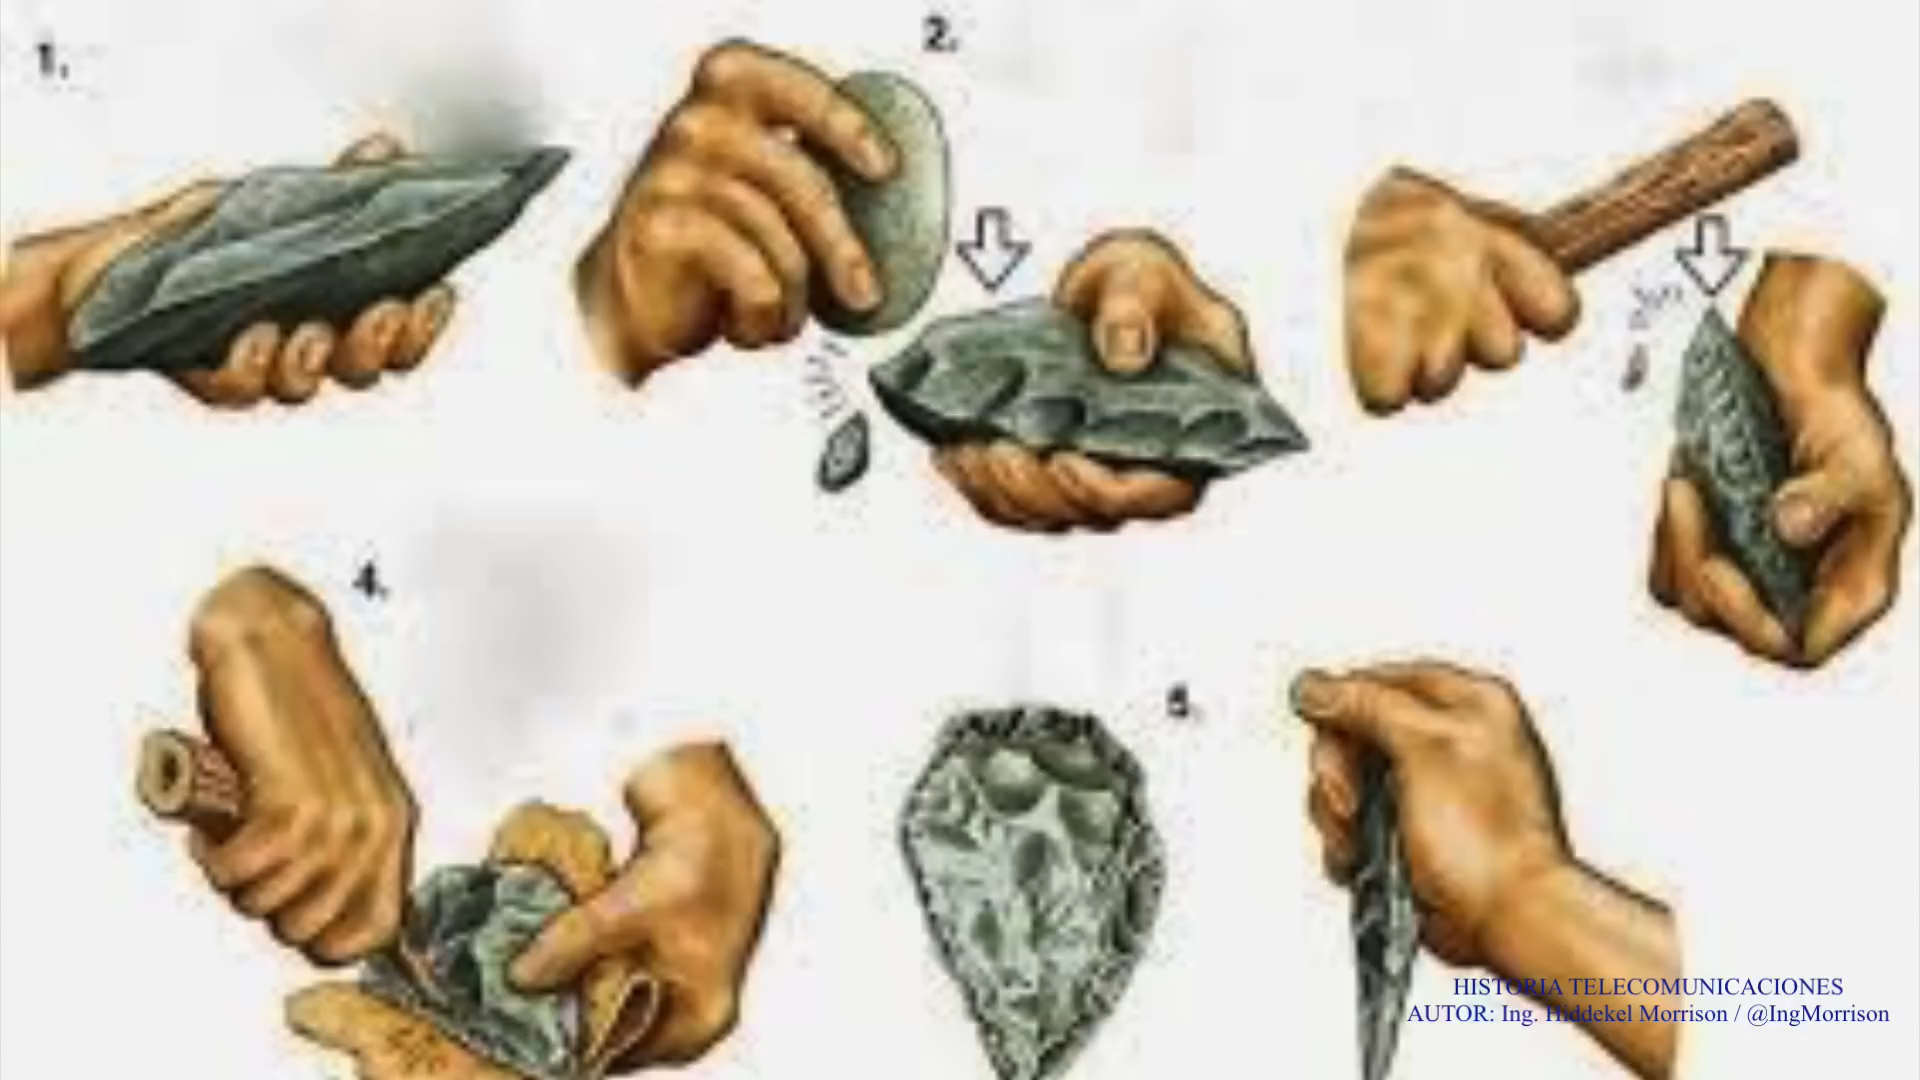 1.
2.
4.
5.
HISTORIA TELECOMUNICACIONES
AUTOR: Ing. Hiddekel Morrison / @IngMorrison